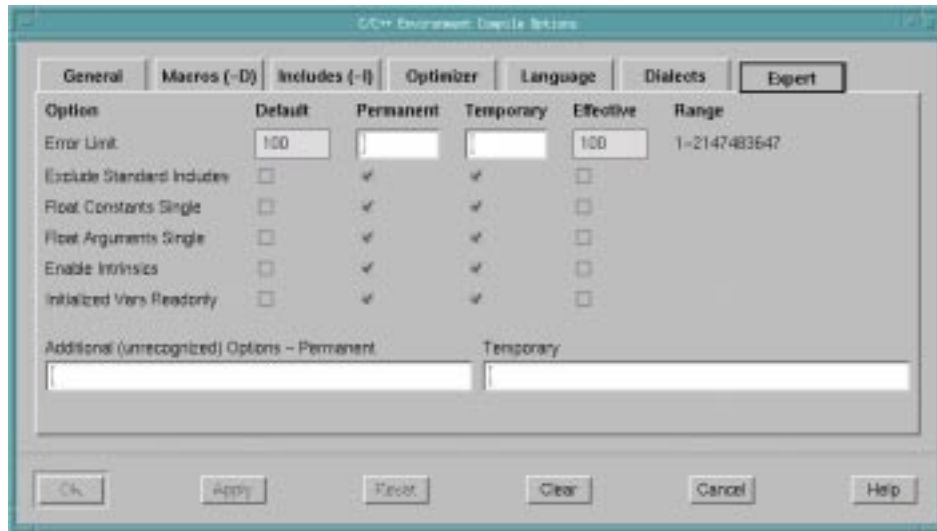 C/C++ Environment Compile Options
General Macros (-D) Includes (-I) Optimizer Language Dialects Expert
Option Default Permanent Temporary Effective Range
Error Limit 100 100 1-2147483647
Exclude Standard Includes
Float Constants Single
Float Arguments Single
Enable Intrinsics
Initialized Vars Readonly
Additional (unrecognized) Options - Permanent Temporary
OK Apply Reset Clear Cancel Help